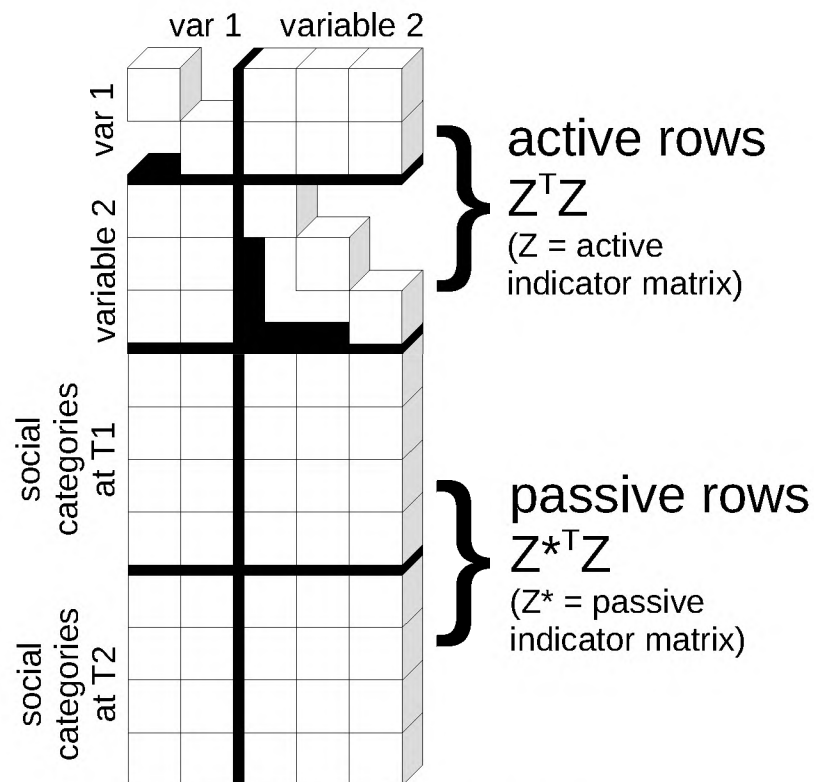 var 1
variable 2
var 1
variable 2
social
categories
at T1
social
categories
at T2
active rows
ZᵀZ
(Z = active
indicator matrix)
passive rows
Z*ᵀZ
(Z* = passive
indicator matrix)